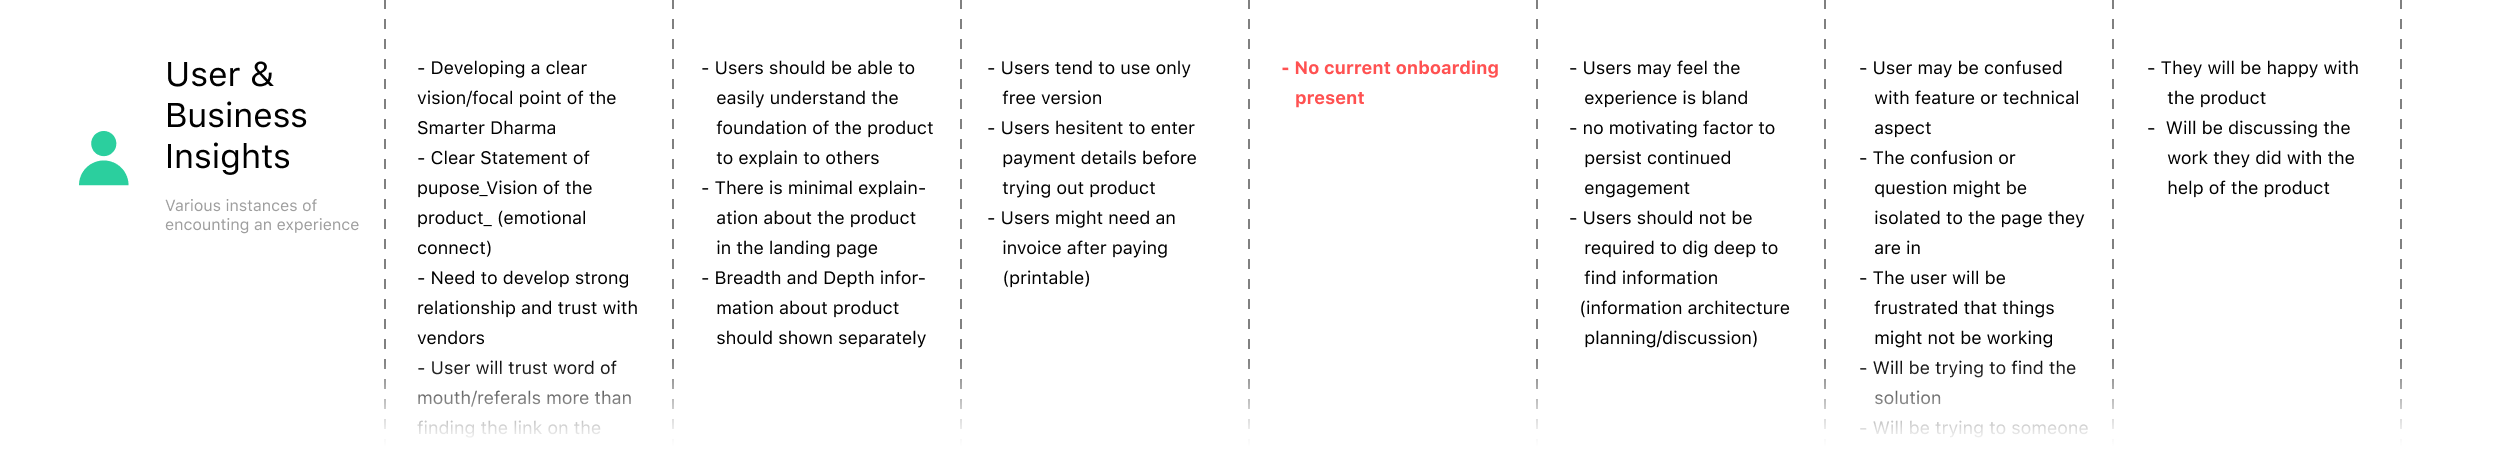 User &
Business
Insights
Various instances of
encounting an experience
- Developing a clear
vision/focal point of the
Smarter Dharma
- Clear Statement of
pupose_Vision of the
product_ (emotional
connect)
- Need to develop strong
relationship and trust with
vendors
- User will trust word of
mouth/referals more than
finding the link on the
- Users should be able to
easily understand the
foundation of the product
to explain to others
- There is minimal explain-
ation about the product
in the landing page
- Breadth and Depth infor-
mation about product
should shown separately
- Users tend to use only
free version
- Users hesitent to enter
payment details before
trying out product
- Users might need an
invoice after paying
(printable)
- No current onboarding
present
- Users may feel the
experience is bland
- no motivating factor to
persist continued
engagement
- Users should not be
required to dig deep to
find information
(information architecture
planning/discussion)
- User may be confused
with feature or technical
aspect
- The confusion or
question might be
isolated to the page they
are in
- The user will be
frustrated that things
might not be working
- Will be trying to find the
solution
- Will be trying to someone
- They will be happy with
the product
- Will be discussing the
work they did with the
help of the product